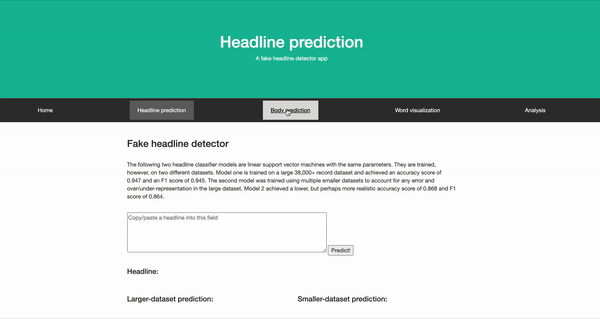 Headline prediction
A fake headline detector app
Home Headline prediction Body prediction Word visualization Analysis
Fake headline detector
The following two headline classifier models are linear support vector machines with the same parameters. They are trained,
however, on two different datasets. Model one is trained on a large 38,000+ record dataset and achieved an accuracy score of
0.947 and an F1 score of 0.945. The second model was trained using multiple smaller datasets to account for any error and
over/under-representation in the large dataset. Model 2 achieved a lower, but perhaps more realistic accuracy score of 0.868 and F1
score of 0.864.
Copy/paste a headline into this field
Predict!
Headline:
Larger-dataset prediction: Smaller-dataset prediction: